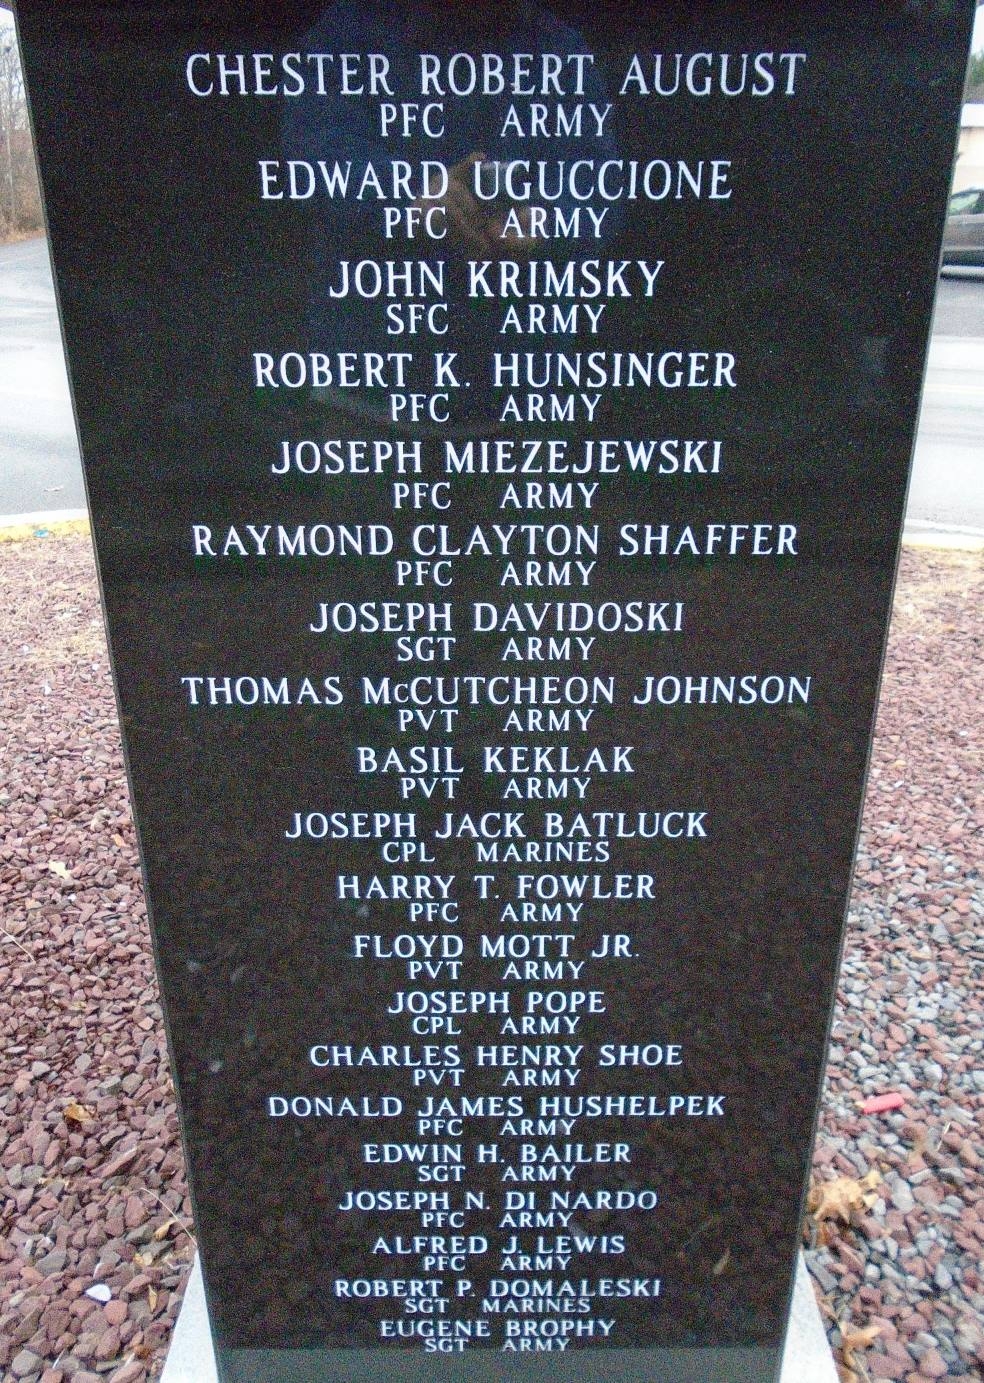 CHESTER ROBERT AUGUST
PFC ARMY
EDWARD UGUCCIONE
PFC ARMY
JOHN KRIMSKY
SFC ARMY
ROBERT K. HUNSINGER
PFC ARMY
JOSEPH MIEZEJEWSKI
PFC ARMY
RAYMOND CLAYTON SHAFFER
PFC ARMY
JOSEPH DAVIDOSKI
SGT ARMY
THOMAS McCUTCHEON JOHNSON
PVT ARMY
BASIL KEKLAK
PVT ARMY
JOSEPH JACK BATLUCK
CPL MARINES
HARRY T. FOWLER
PFC ARMY
FLOYD MOTT JR.
PVT ARMY
JOSEPH POPE
CPL ARMY
CHARLES HENRY SHOE
PVT ARMY
DONALD JAMES HUSHELPEK
PFC ARMY
EDWIN H. BAILER
SGT ARMY
JOSEPH N. DI NARDO
PFC ARMY
ALFRED J. LEWIS
PFC ARMY
ROBERT P. DOMALESKI
SGT MARINES
EUGENE BROPHY
SGT ARMY